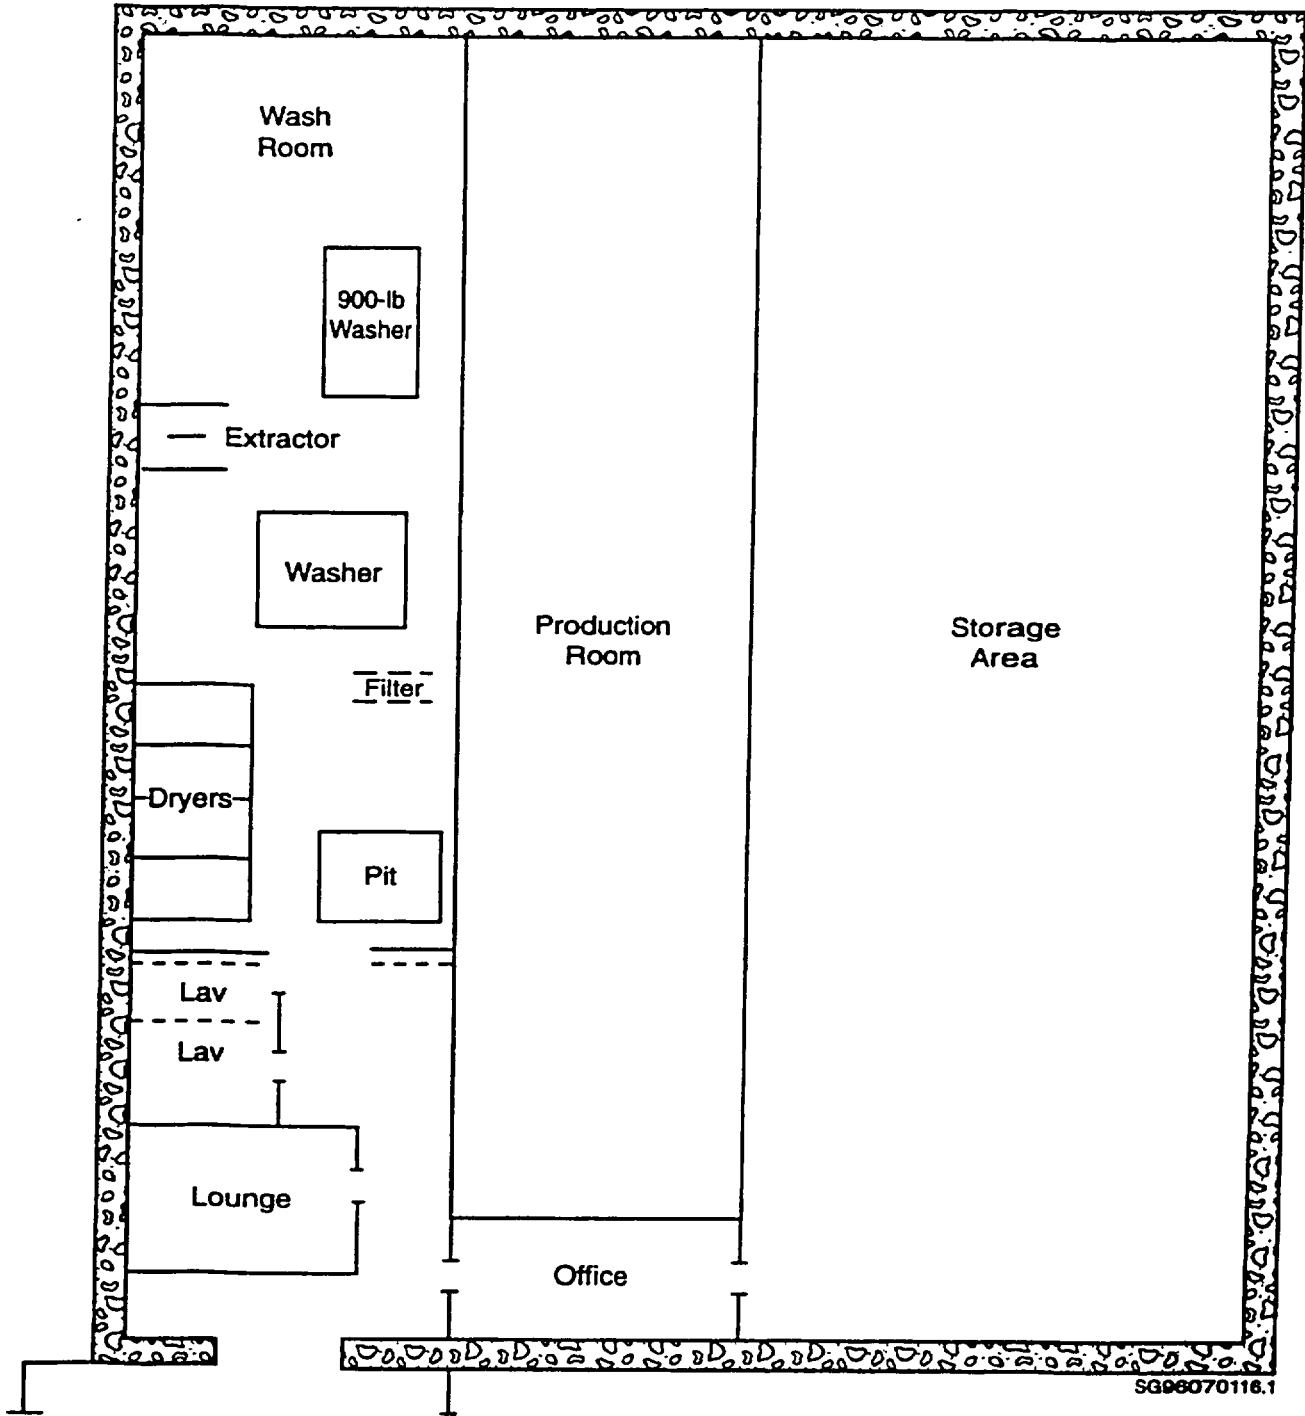 Wash
Room
900-lb
Washer
Extractor
Washer
Production
Room
Storage
Area
Filter
Dryers
Pit
Lav
Lav
Lounge
Office
SG96070116.1